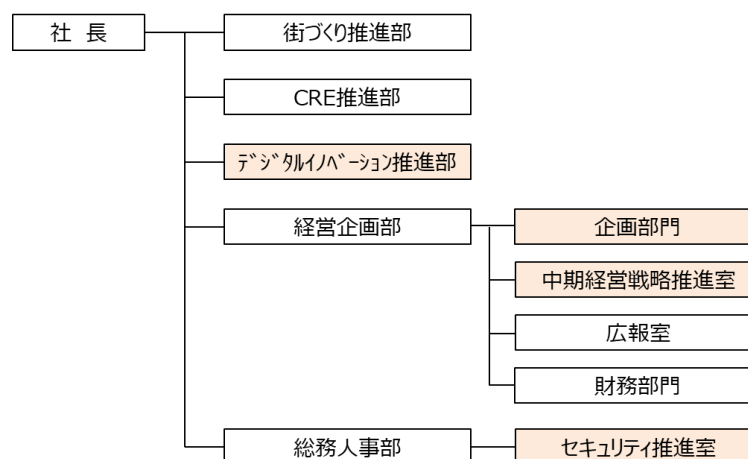 社 長
街づくり推進部
CRE推進部
ﾃﾞｼﾞﾀﾙｲﾉﾍﾞｰｼｮﾝ推進部
経営企画部
企画部門
中期経営戦略推進室
広報室
財務部門
総務人事部
セキュリティ推進室